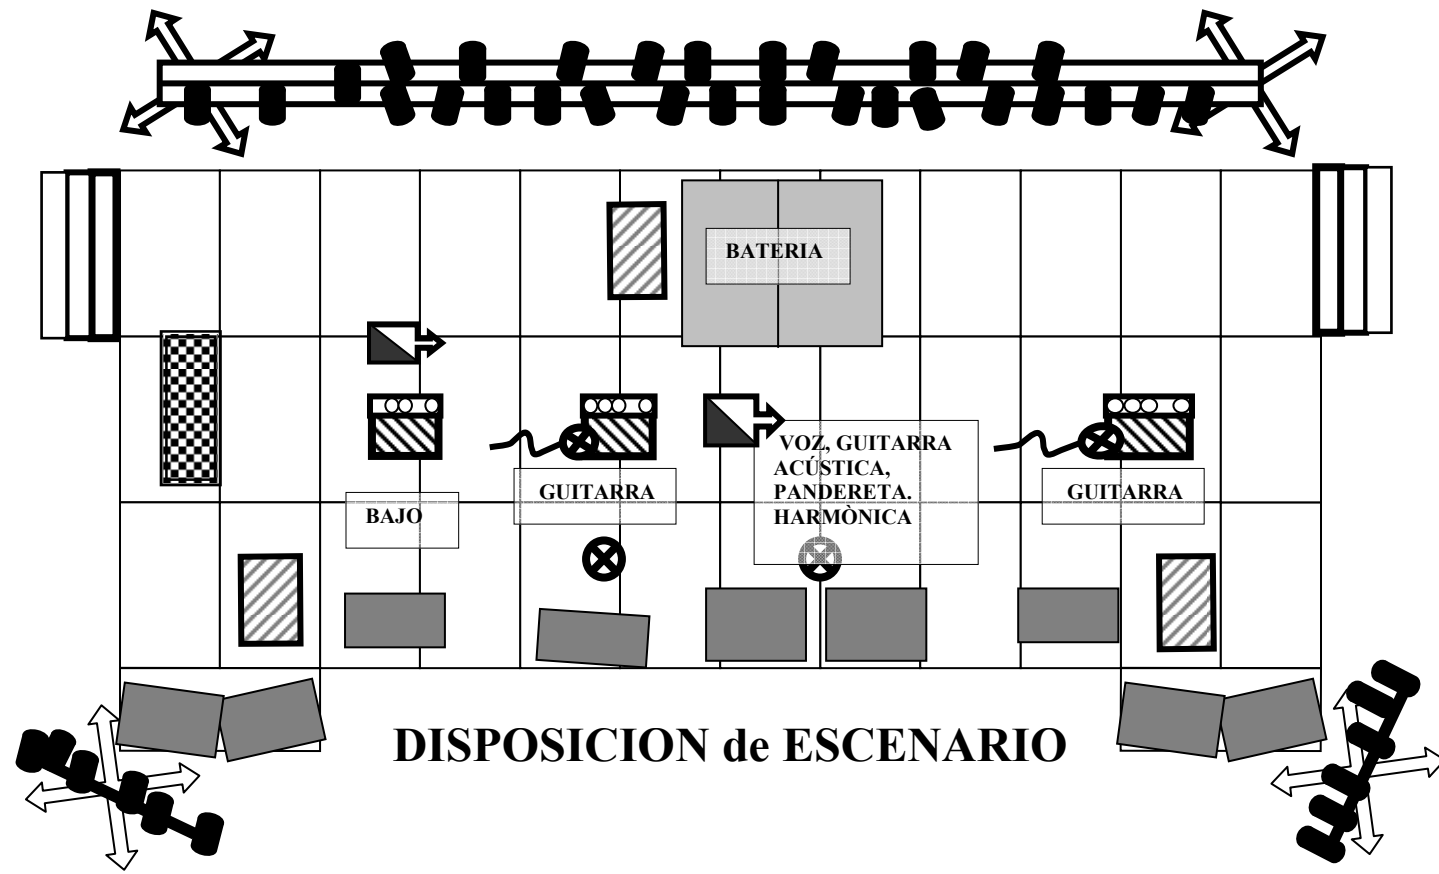 BATERIA
VOZ, GUITARRA
ACÚSTICA,
PANDERETA.
HARMÒNICA
GUITARRA
GUITARRA
BAJO
DISPOSICION de ESCENARIO